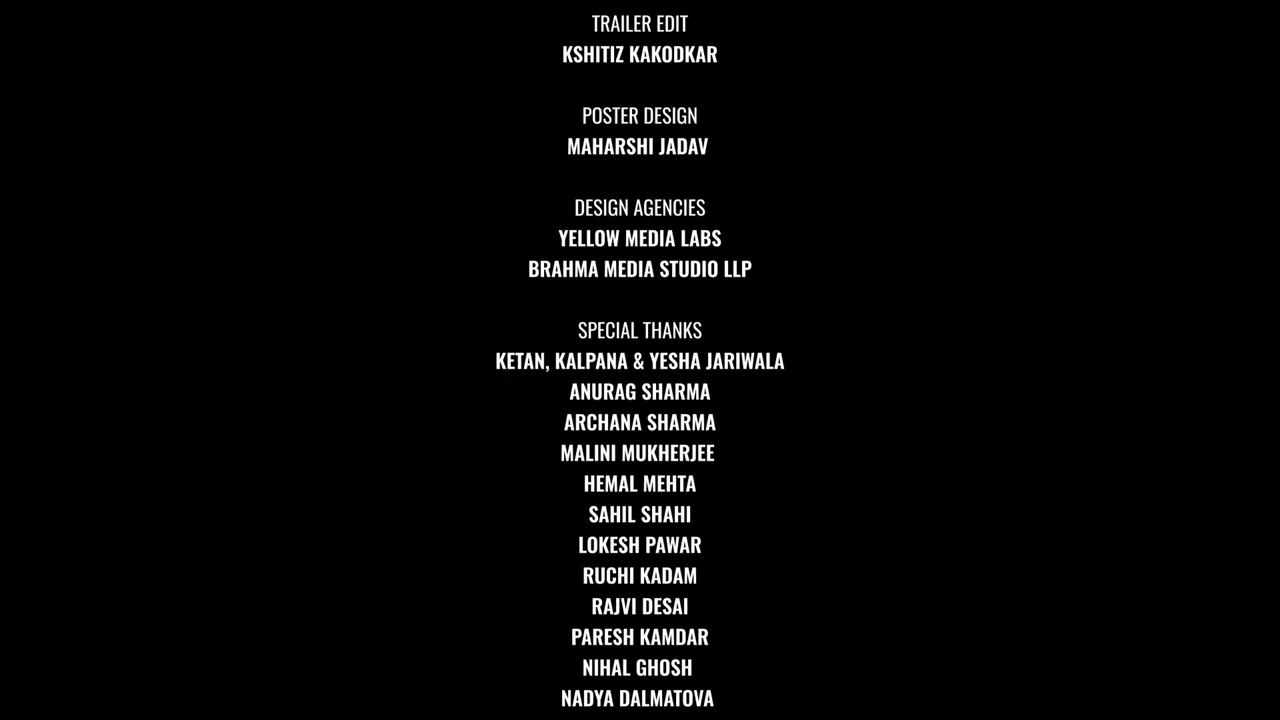 TRAILER EDIT
KSHITIZ KAKODKAR
POSTER DESIGN
MAHARSHI JADAV
DESIGN AGENCIES
YELLOW MEDIA LABS
BRAHMA MEDIA STUDIO LLP
SPECIAL THANKS
KETAN, KALPANA & YESHA JARIWALA
ANURAG SHARMA
ARCHANA SHARMA
MALINI MUKHERJEE
HEMAL MEHTA
SAHIL SHAHI
LOKESH PAWAR
RUCHI KADAM
RAJVI DESAI
PARESH KAMDAR
NIHAL GHOSH
NADYA DALMATOVA